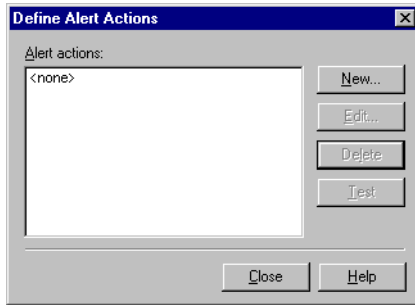 Define Alert Actions
Alert actions:
<none>
New...
Edit...
Delete
Test
Close
Help